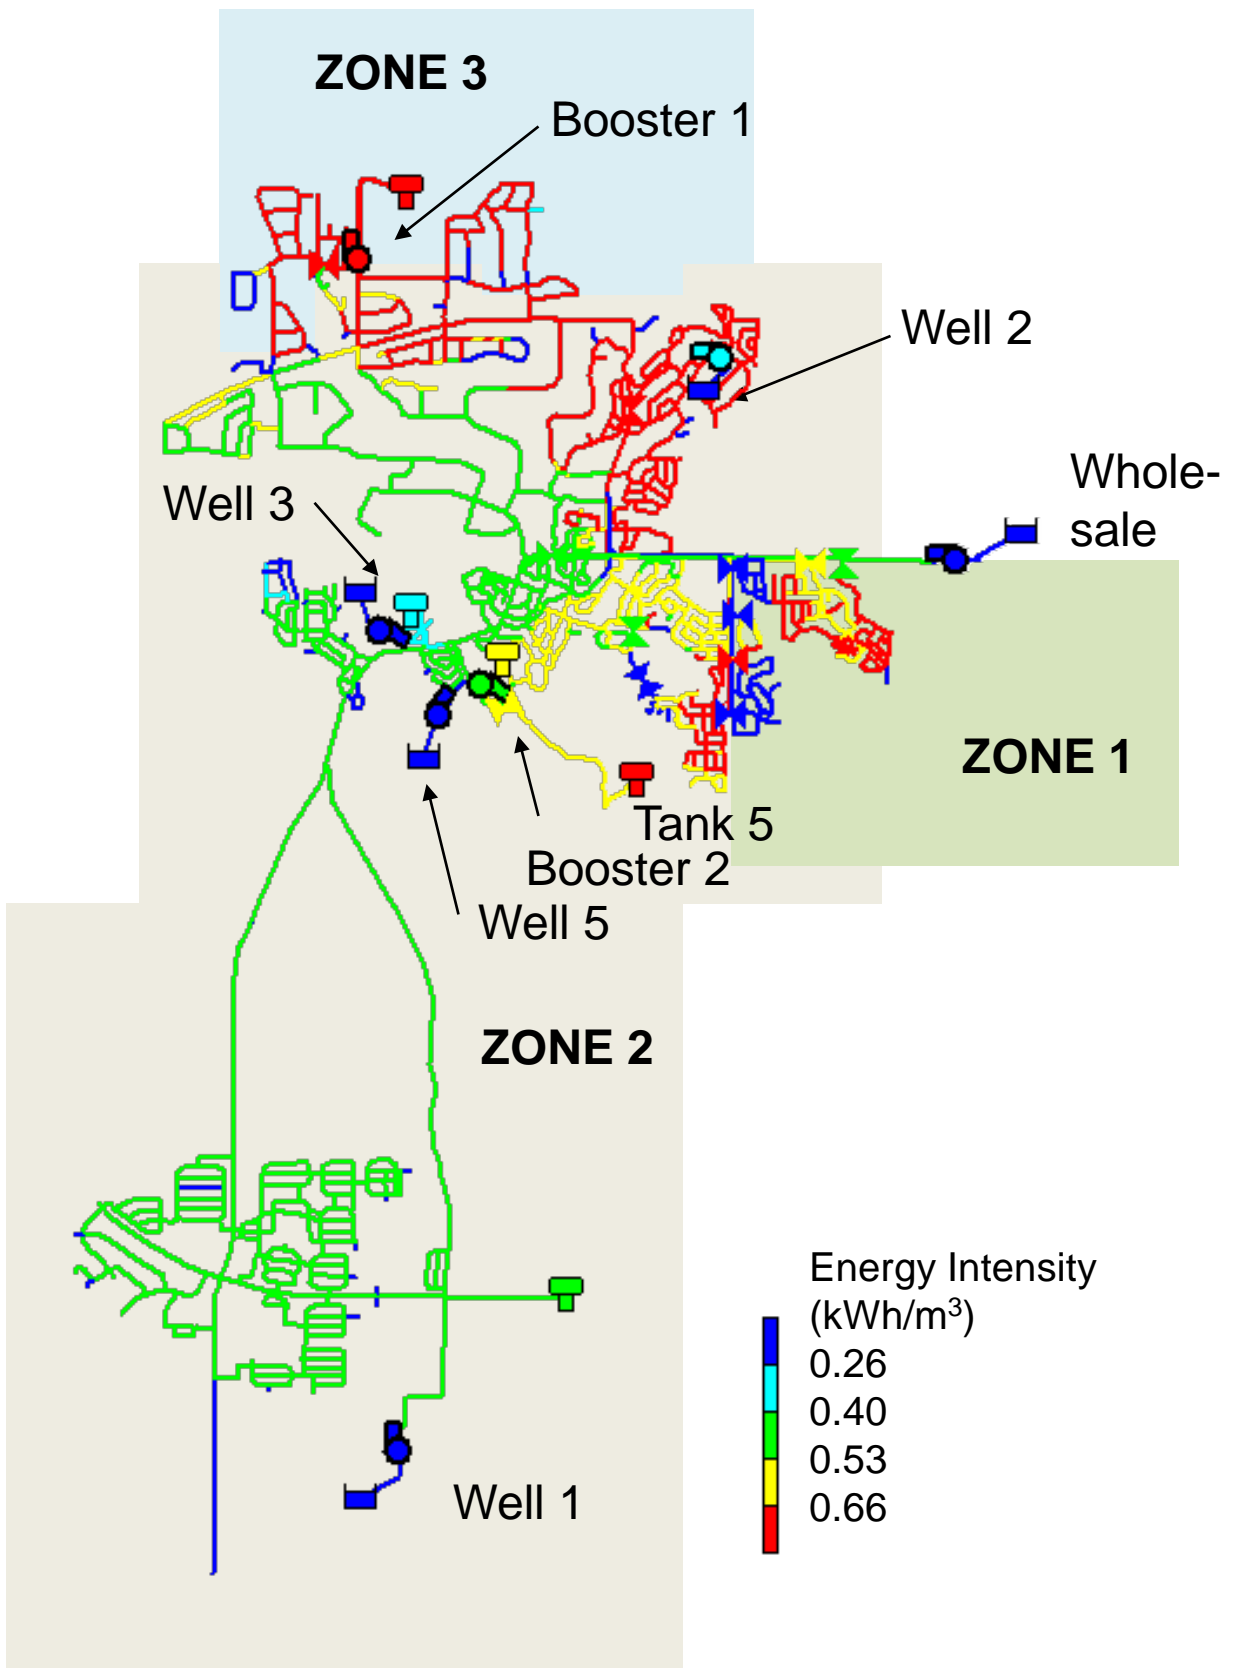 ZONE 3
Booster 1
Well 2
Whole-
sale
Well 3
ZONE 1
Tank 5
Booster 2
Well 5
ZONE 2
Energy Intensity
(kWh/m³)
0.26
0.40
0.53
0.66
Well 1